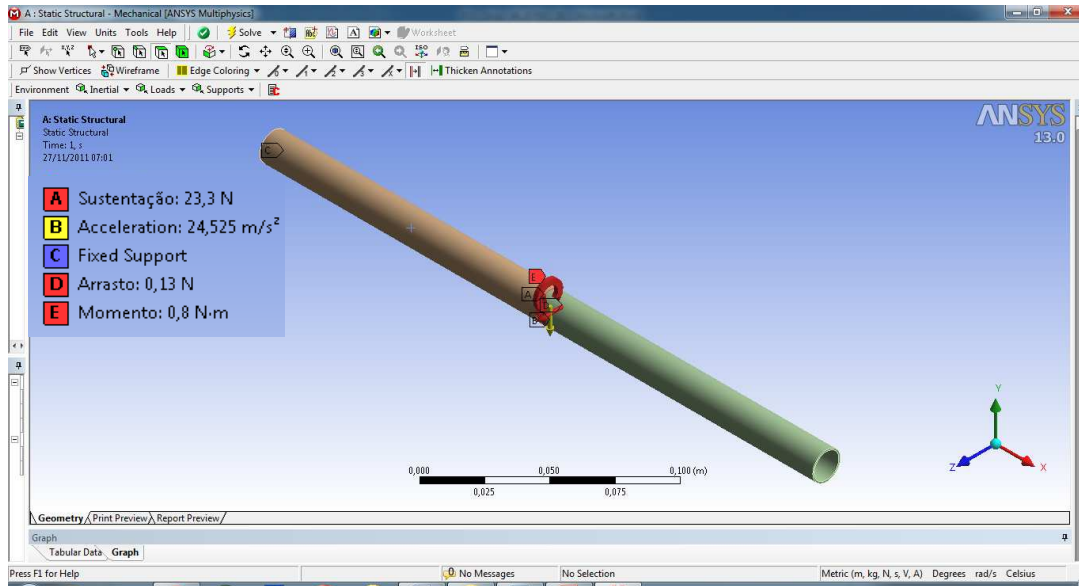 A : Static Structural - Mechanical [ANSYS Multiphysics]
File Edit View Units Tools Help Solve Worksheet
Show Vertices Wireframe Edge Coloring Thicken Annotations
Environment Inertial Loads Supports
A: Static Structural
Static Structural
Time: 1, s
27/11/2011 07:01
ANSYS
13.0
A Sustentação: 23,3 N
B Acceleration: 24,525 m/s²
C Fixed Support
D Arrasto: 0,13 N
E Momento: 0,8 N·m
C
E
A
B
Y
Z X
0,000 0,050 0,100 (m)
0,025 0,075
Geometry Print Preview Report Preview
Graph
Tabular Data Graph
Press F1 for Help No Messages No Selection Metric (m, kg, N, s, V, A) Degrees rad/s Celsius